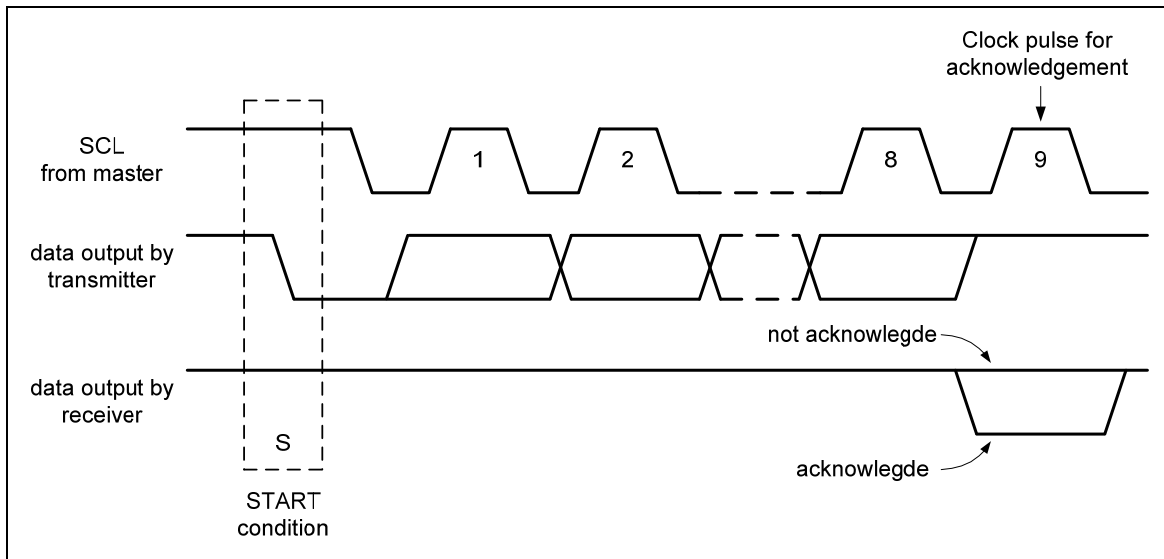 Clock pulse for
acknowledgement
SCL
from master
1
2
8
9
data output by
transmitter
not acknowlegde
data output by
receiver
S
acknowlegde
START
condition